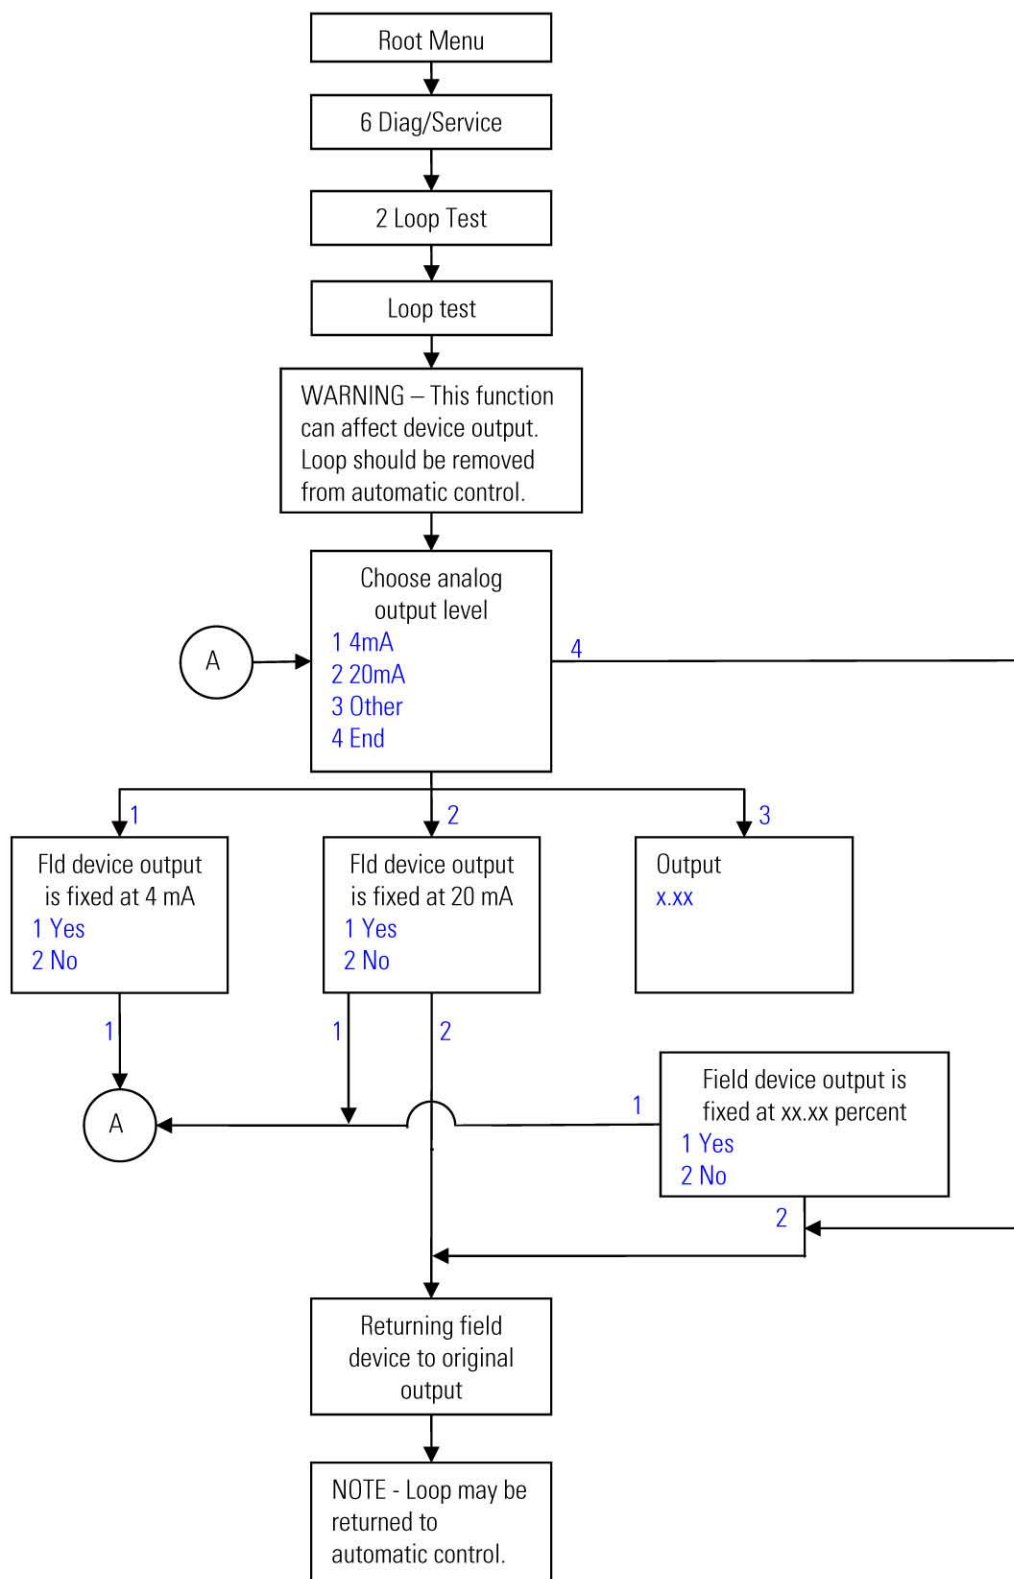 Root Menu
6 Diag/Service
2 Loop Test
Loop test
WARNING – This function
can affect device output.
Loop should be removed
from automatic control.
Choose analog
output level
1 4mA
2 20mA
3 Other
4 End
A
4
1
2
3
Fld device output
is fixed at 4 mA
1 Yes
2 No
Fld device output
is fixed at 20 mA
1 Yes
2 No
Output
x.xx
1
1
2
A
1
Field device output is
fixed at xx.xx percent
1 Yes
2 No
2
Returning field
device to original
output
NOTE - Loop may be
returned to
automatic control.